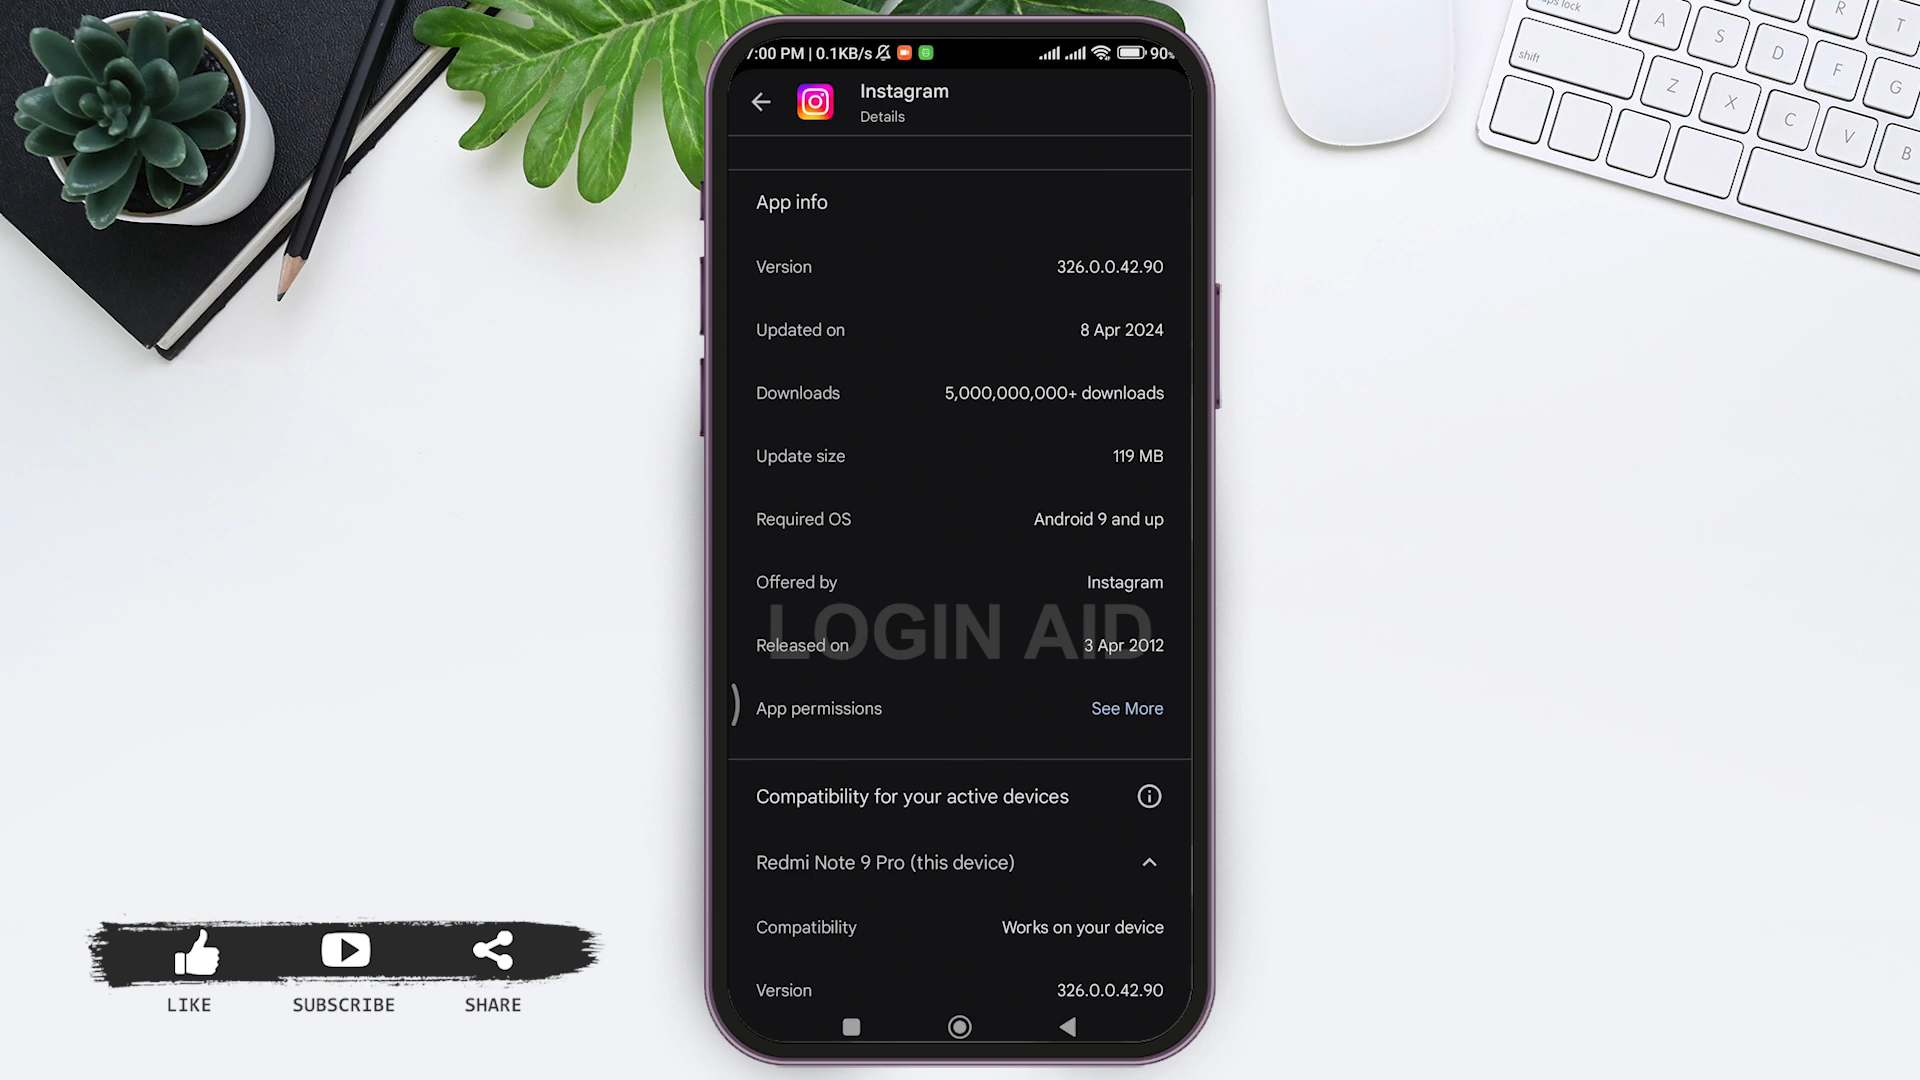 7:00 PM | 0.1KB/s 90%
Instagram
Details
App info
Version 326.0.0.42.90
Updated on 8 Apr 2024
Downloads 5,000,000,000+ downloads
Update size 119 MB
Required OS Android 9 and up
Offered by Instagram
LOGIN AID
Released on 3 Apr 2012
App permissions See More
Compatibility for your active devices
Redmi Note 9 Pro (this device)
Compatibility Works on your device
Version 326.0.0.42.90
LIKE SUBSCRIBE SHARE
A S D F G
shift Z X C V B
R T